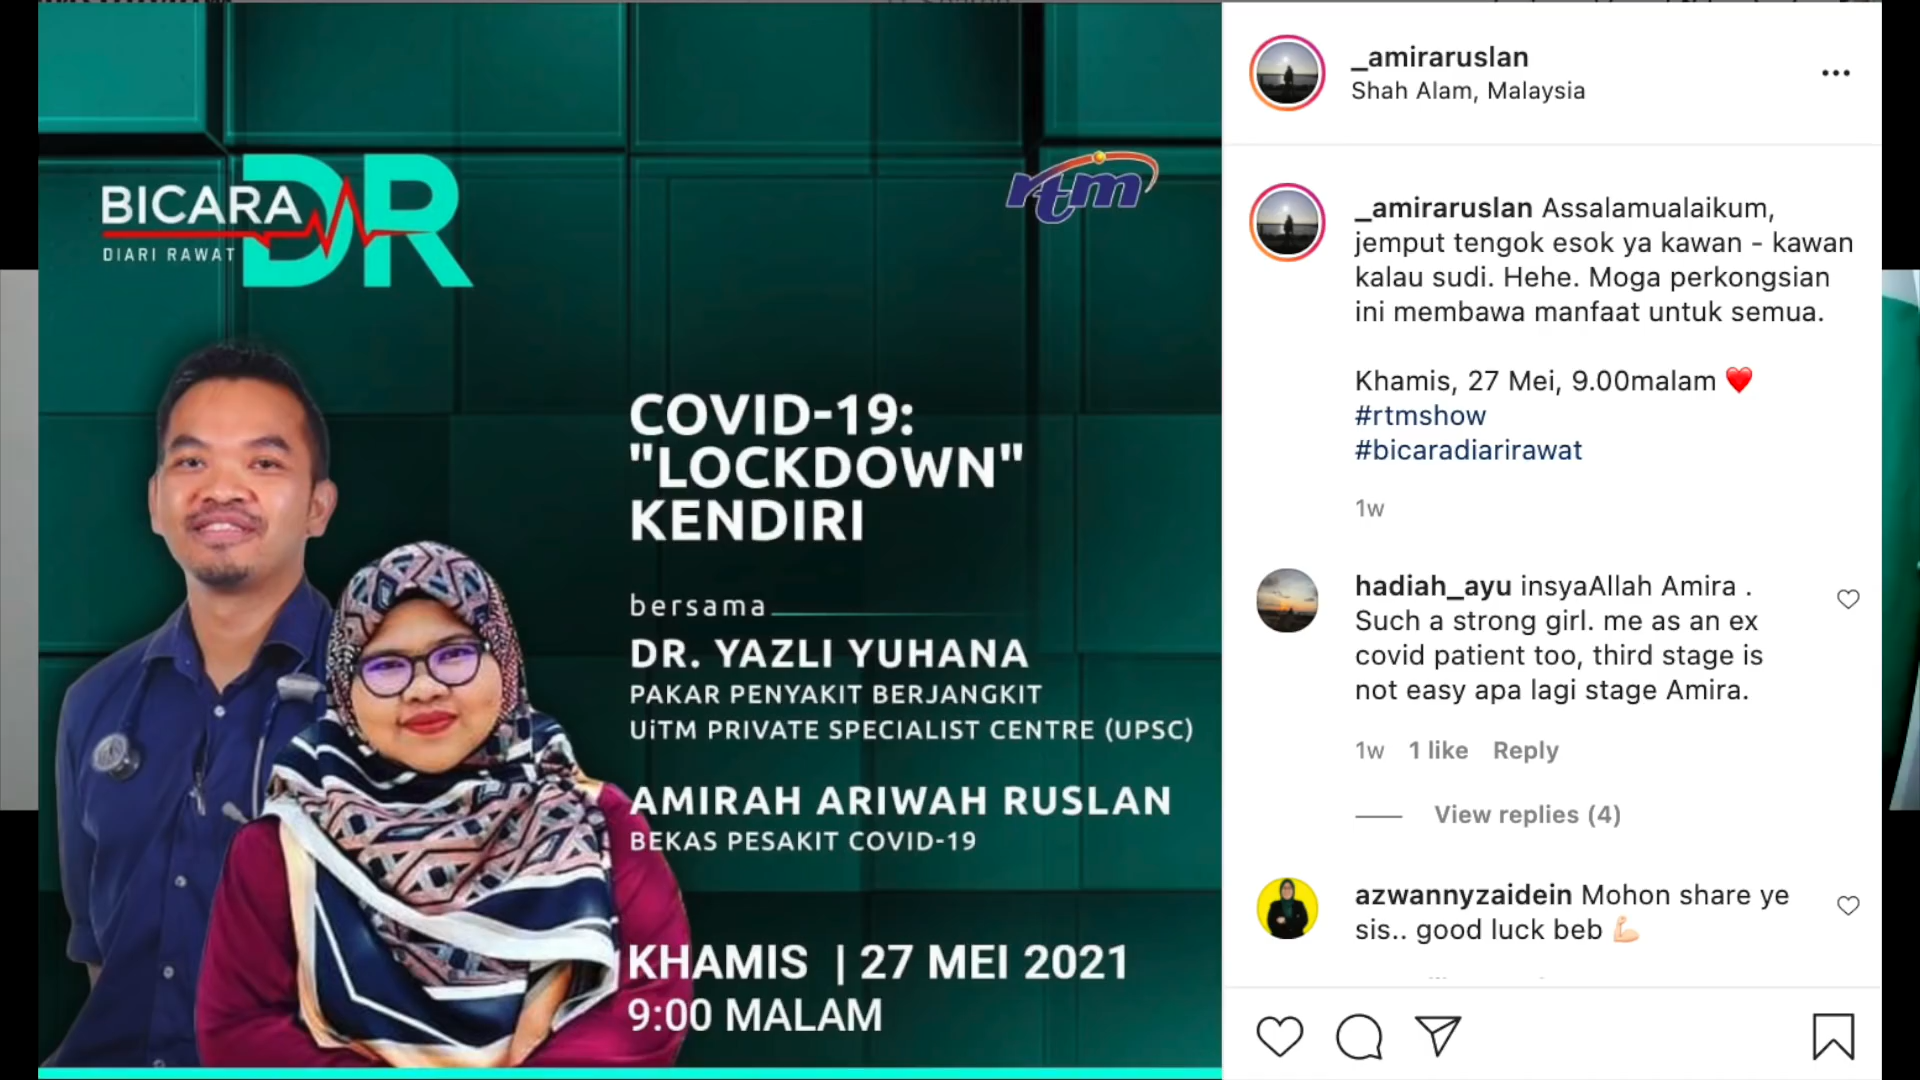 BICARA DR
DIARI RAWAT
rtm
COVID-19:
"LOCKDOWN"
KENDIRI
bersama
DR. YAZLI YUHANA
PAKAR PENYAKIT BERJANGKIT
UiTM PRIVATE SPECIALIST CENTRE (UPSC)
AMIRAH ARIWAH RUSLAN
BEKAS PESAKIT COVID-19
KHAMIS | 27 MEI 2021
9:00 MALAM
_amiraruslan
Shah Alam, Malaysia
_amiraruslan Assalamualaikum,
jemput tengok esok ya kawan - kawan
kalau sudi. Hehe. Moga perkongsian
ini membawa manfaat untuk semua.
Khamis, 27 Mei, 9.00malam ❤️
#rtmshow
#bicaradiarirawat
1w
hadiah_ayu insyaAllah Amira .
Such a strong girl. me as an ex
covid patient too, third stage is
not easy apa lagi stage Amira.
1w 1 like Reply
View replies (4)
azwannyzaidein Mohon share ye
sis.. good luck beb 💪🏻